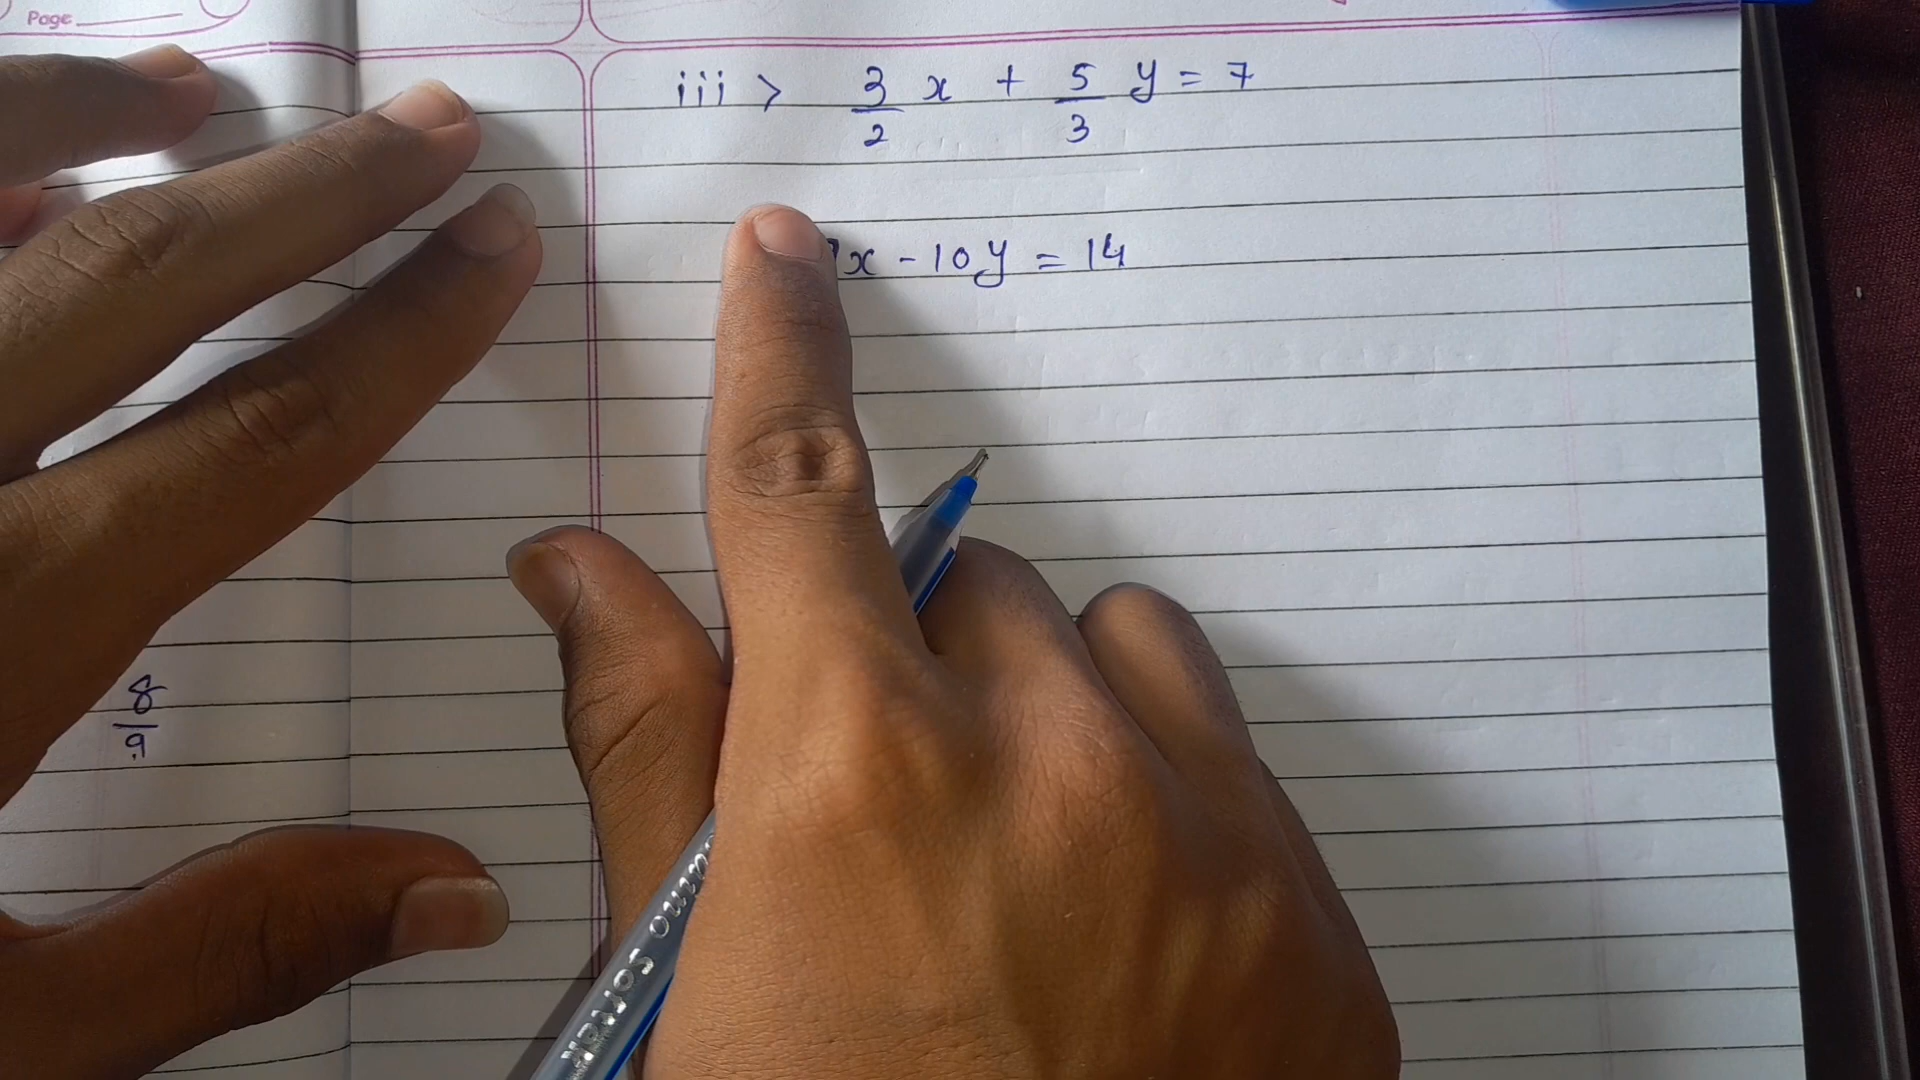 Page
iii > 3/2 x + 5/3 y = 7
x - 10y = 14
8/9